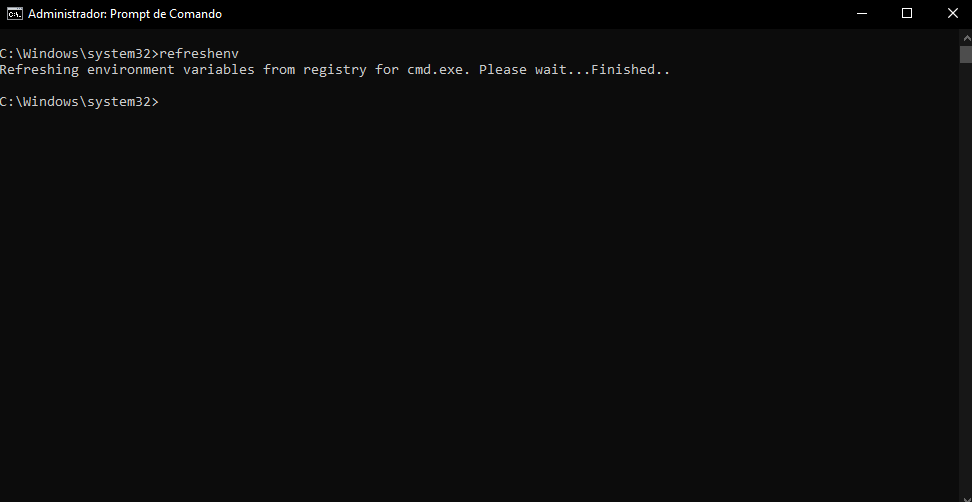 Administrador: Prompt de Comando
C:\Windows\system32>refreshenv
Refreshing environment variables from registry for cmd.exe. Please wait...Finished..
C:\Windows\system32>